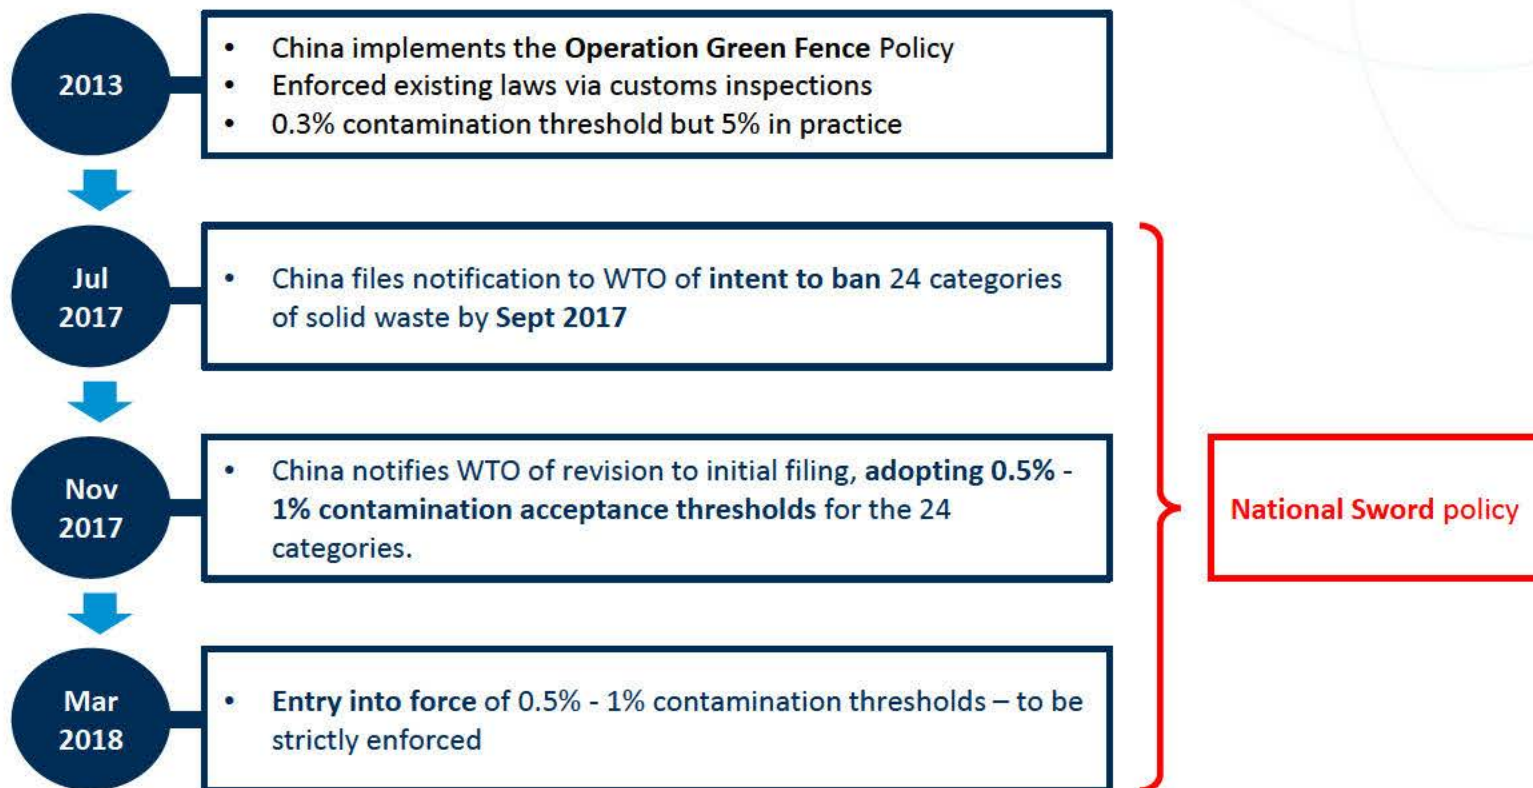 2013
• China implements the Operation Green Fence Policy
• Enforced existing laws via customs inspections
• 0.3% contamination threshold but 5% in practice
Jul
2017
• China files notification to WTO of intent to ban 24 categories
of solid waste by Sept 2017
Nov
2017
• China notifies WTO of revision to initial filing, adopting 0.5% -
1% contamination acceptance thresholds for the 24
categories.
Mar
2018
• Entry into force of 0.5% - 1% contamination thresholds – to be
strictly enforced
National Sword policy